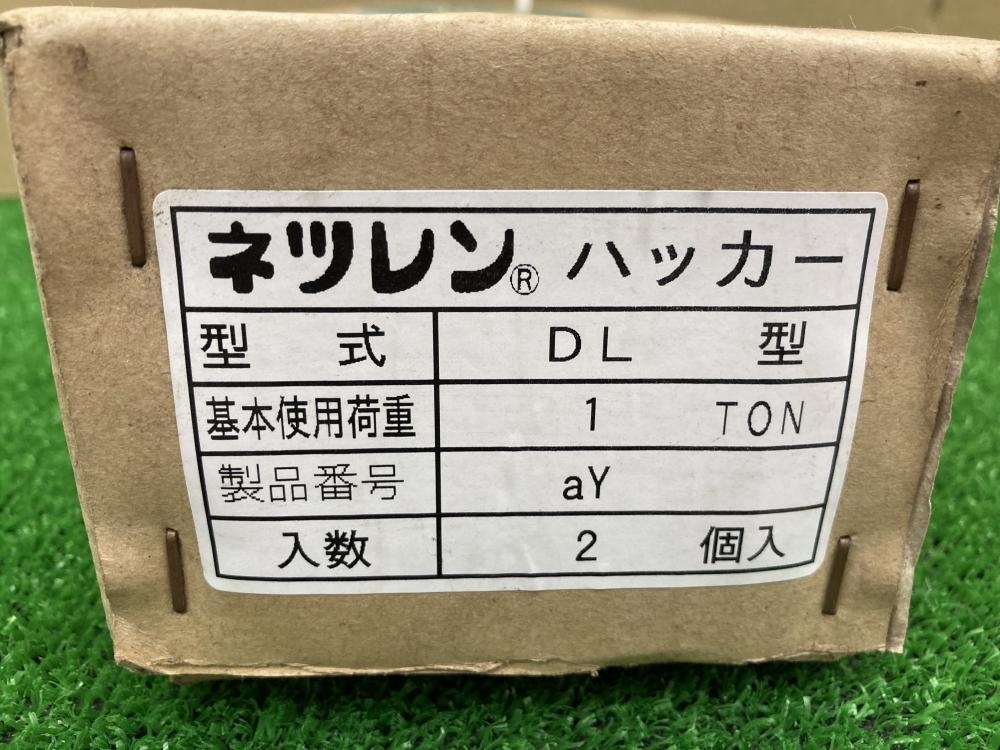 ネツレン® ハッカー
型式 DL 型
基本使用荷重 1 TON
製品番号 aY
入数 2 個入